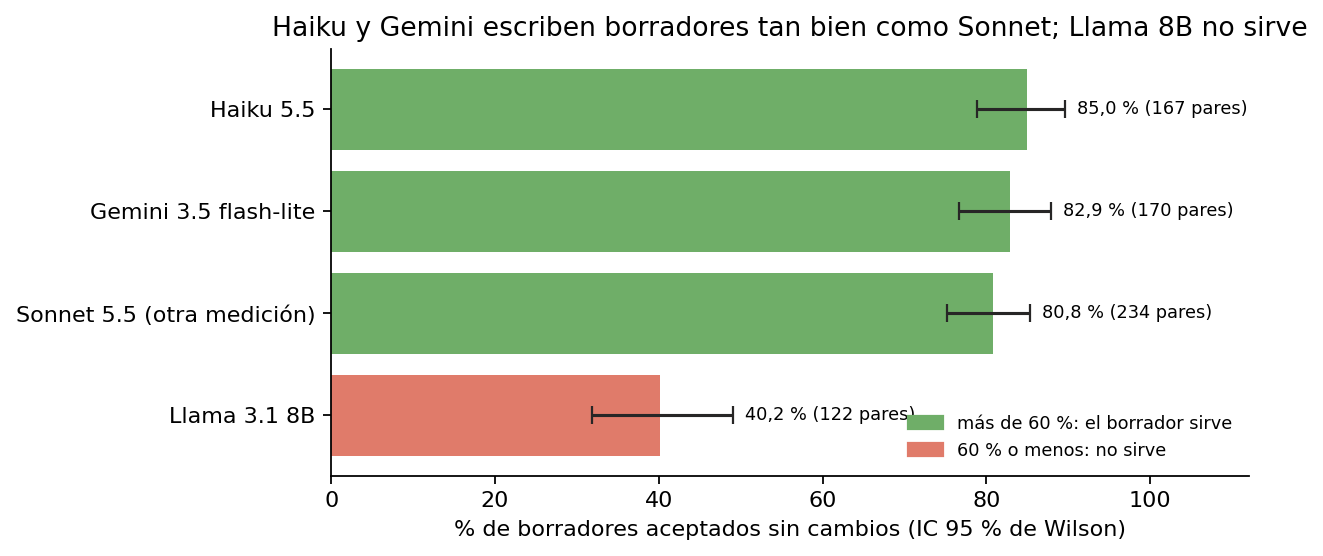 Haiku y Gemini escriben borradores tan bien como Sonnet; Llama 8B no sirve
Haiku 5.5
85,0 % (167 pares)
Gemini 3.5 flash-lite
82,9 % (170 pares)
Sonnet 5.5 (otra medición)
80,8 % (234 pares)
Llama 3.1 8B
40,2 % (122 pares)
más de 60 %: el borrador sirve
60 % o menos: no sirve
0 20 40 60 80 100
% de borradores aceptados sin cambios (IC 95 % de Wilson)